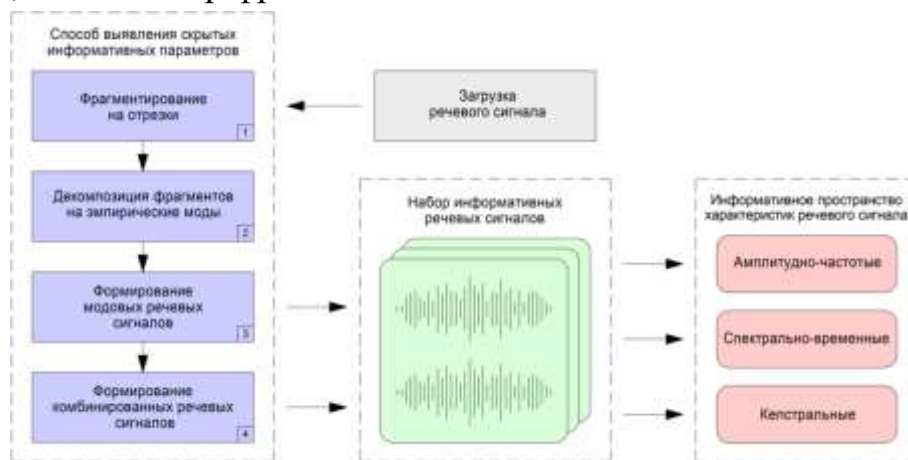 Способ выявления скрытых
информативных параметров
Фрагментирование
на отрезки
1
Загрузка
речевого сигнала
Декомпозиция фрагментов
на эмпирические моды
2
Формирование
модовых речевых
сигналов
3
Формирование
комбинированных речевых
сигналов
4
Набор информативных
речевых сигналов
Информативное пространство
характеристик речевого сигнала
Амплитудно-частотые
Спектрально-временные
Кепстральные